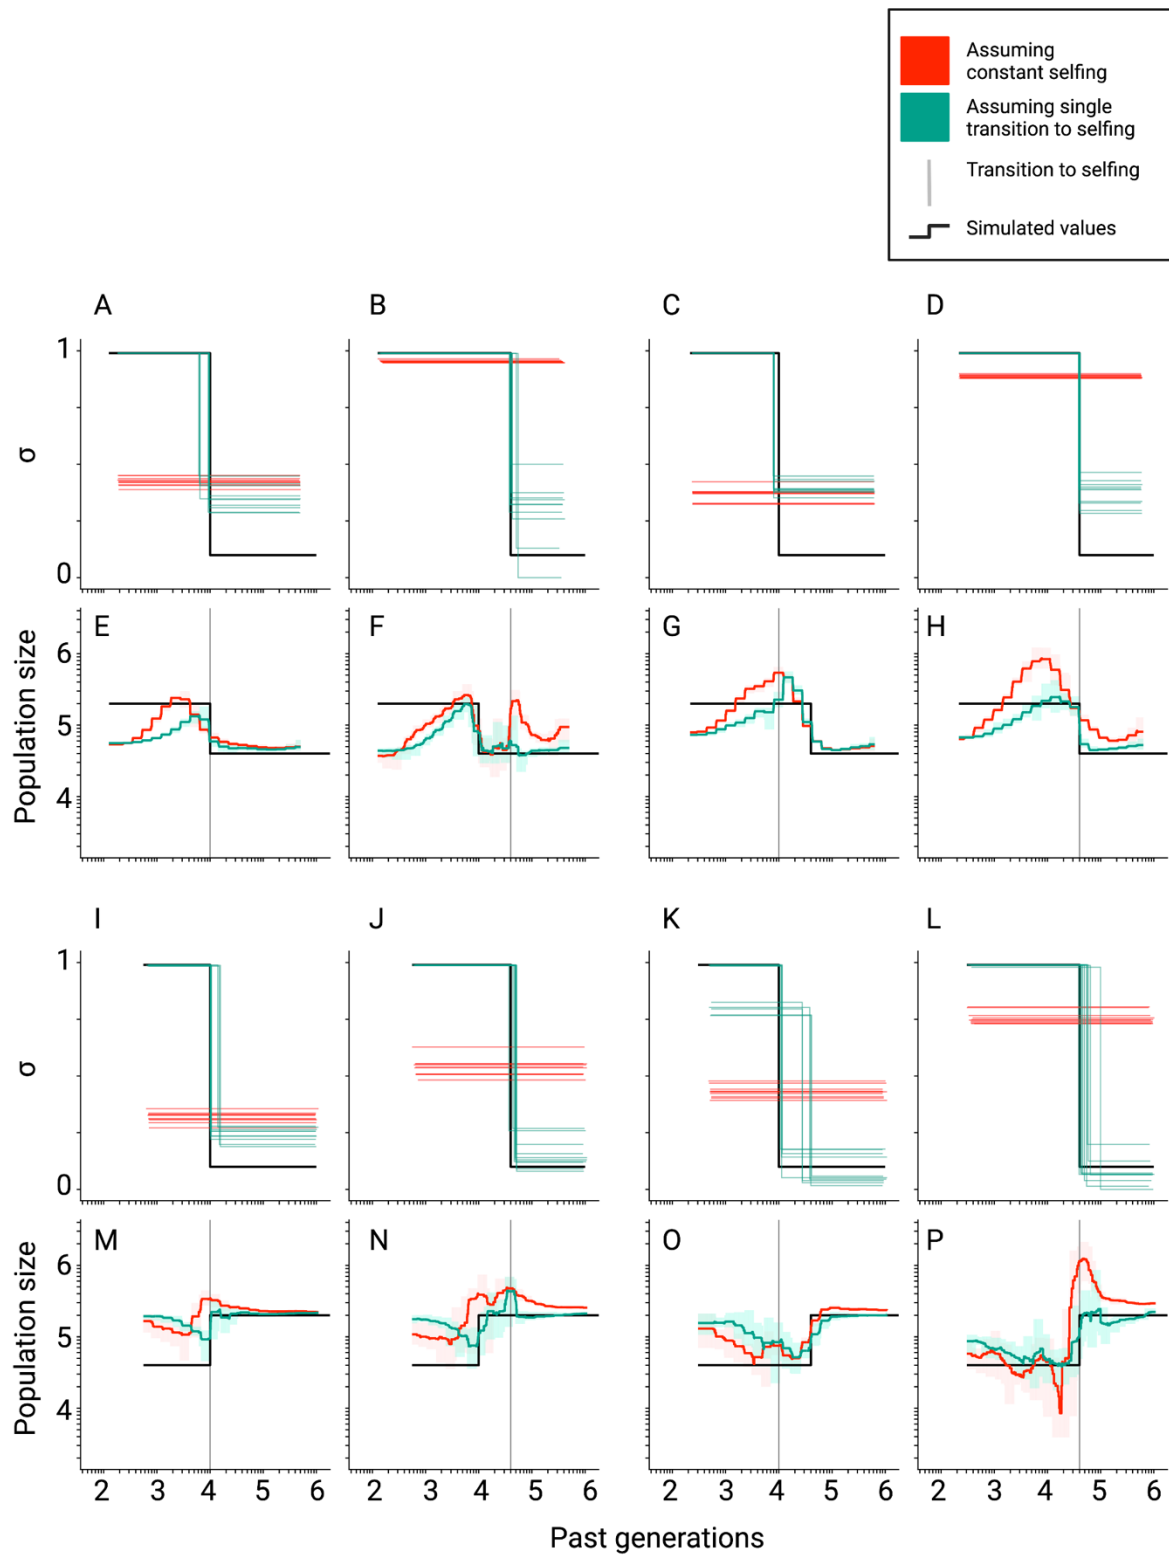 Assuming
constant selfing
Assuming single
transition to selfing
Transition to selfing
Simulated values
A B C D
1
σ
0
E F G H
Population size
6
5
4
I J K L
1
σ
0
M N O P
Population size
6
5
4
2 3 4 5 6 2 3 4 5 6 2 3 4 5 6 2 3 4 5 6
Past generations